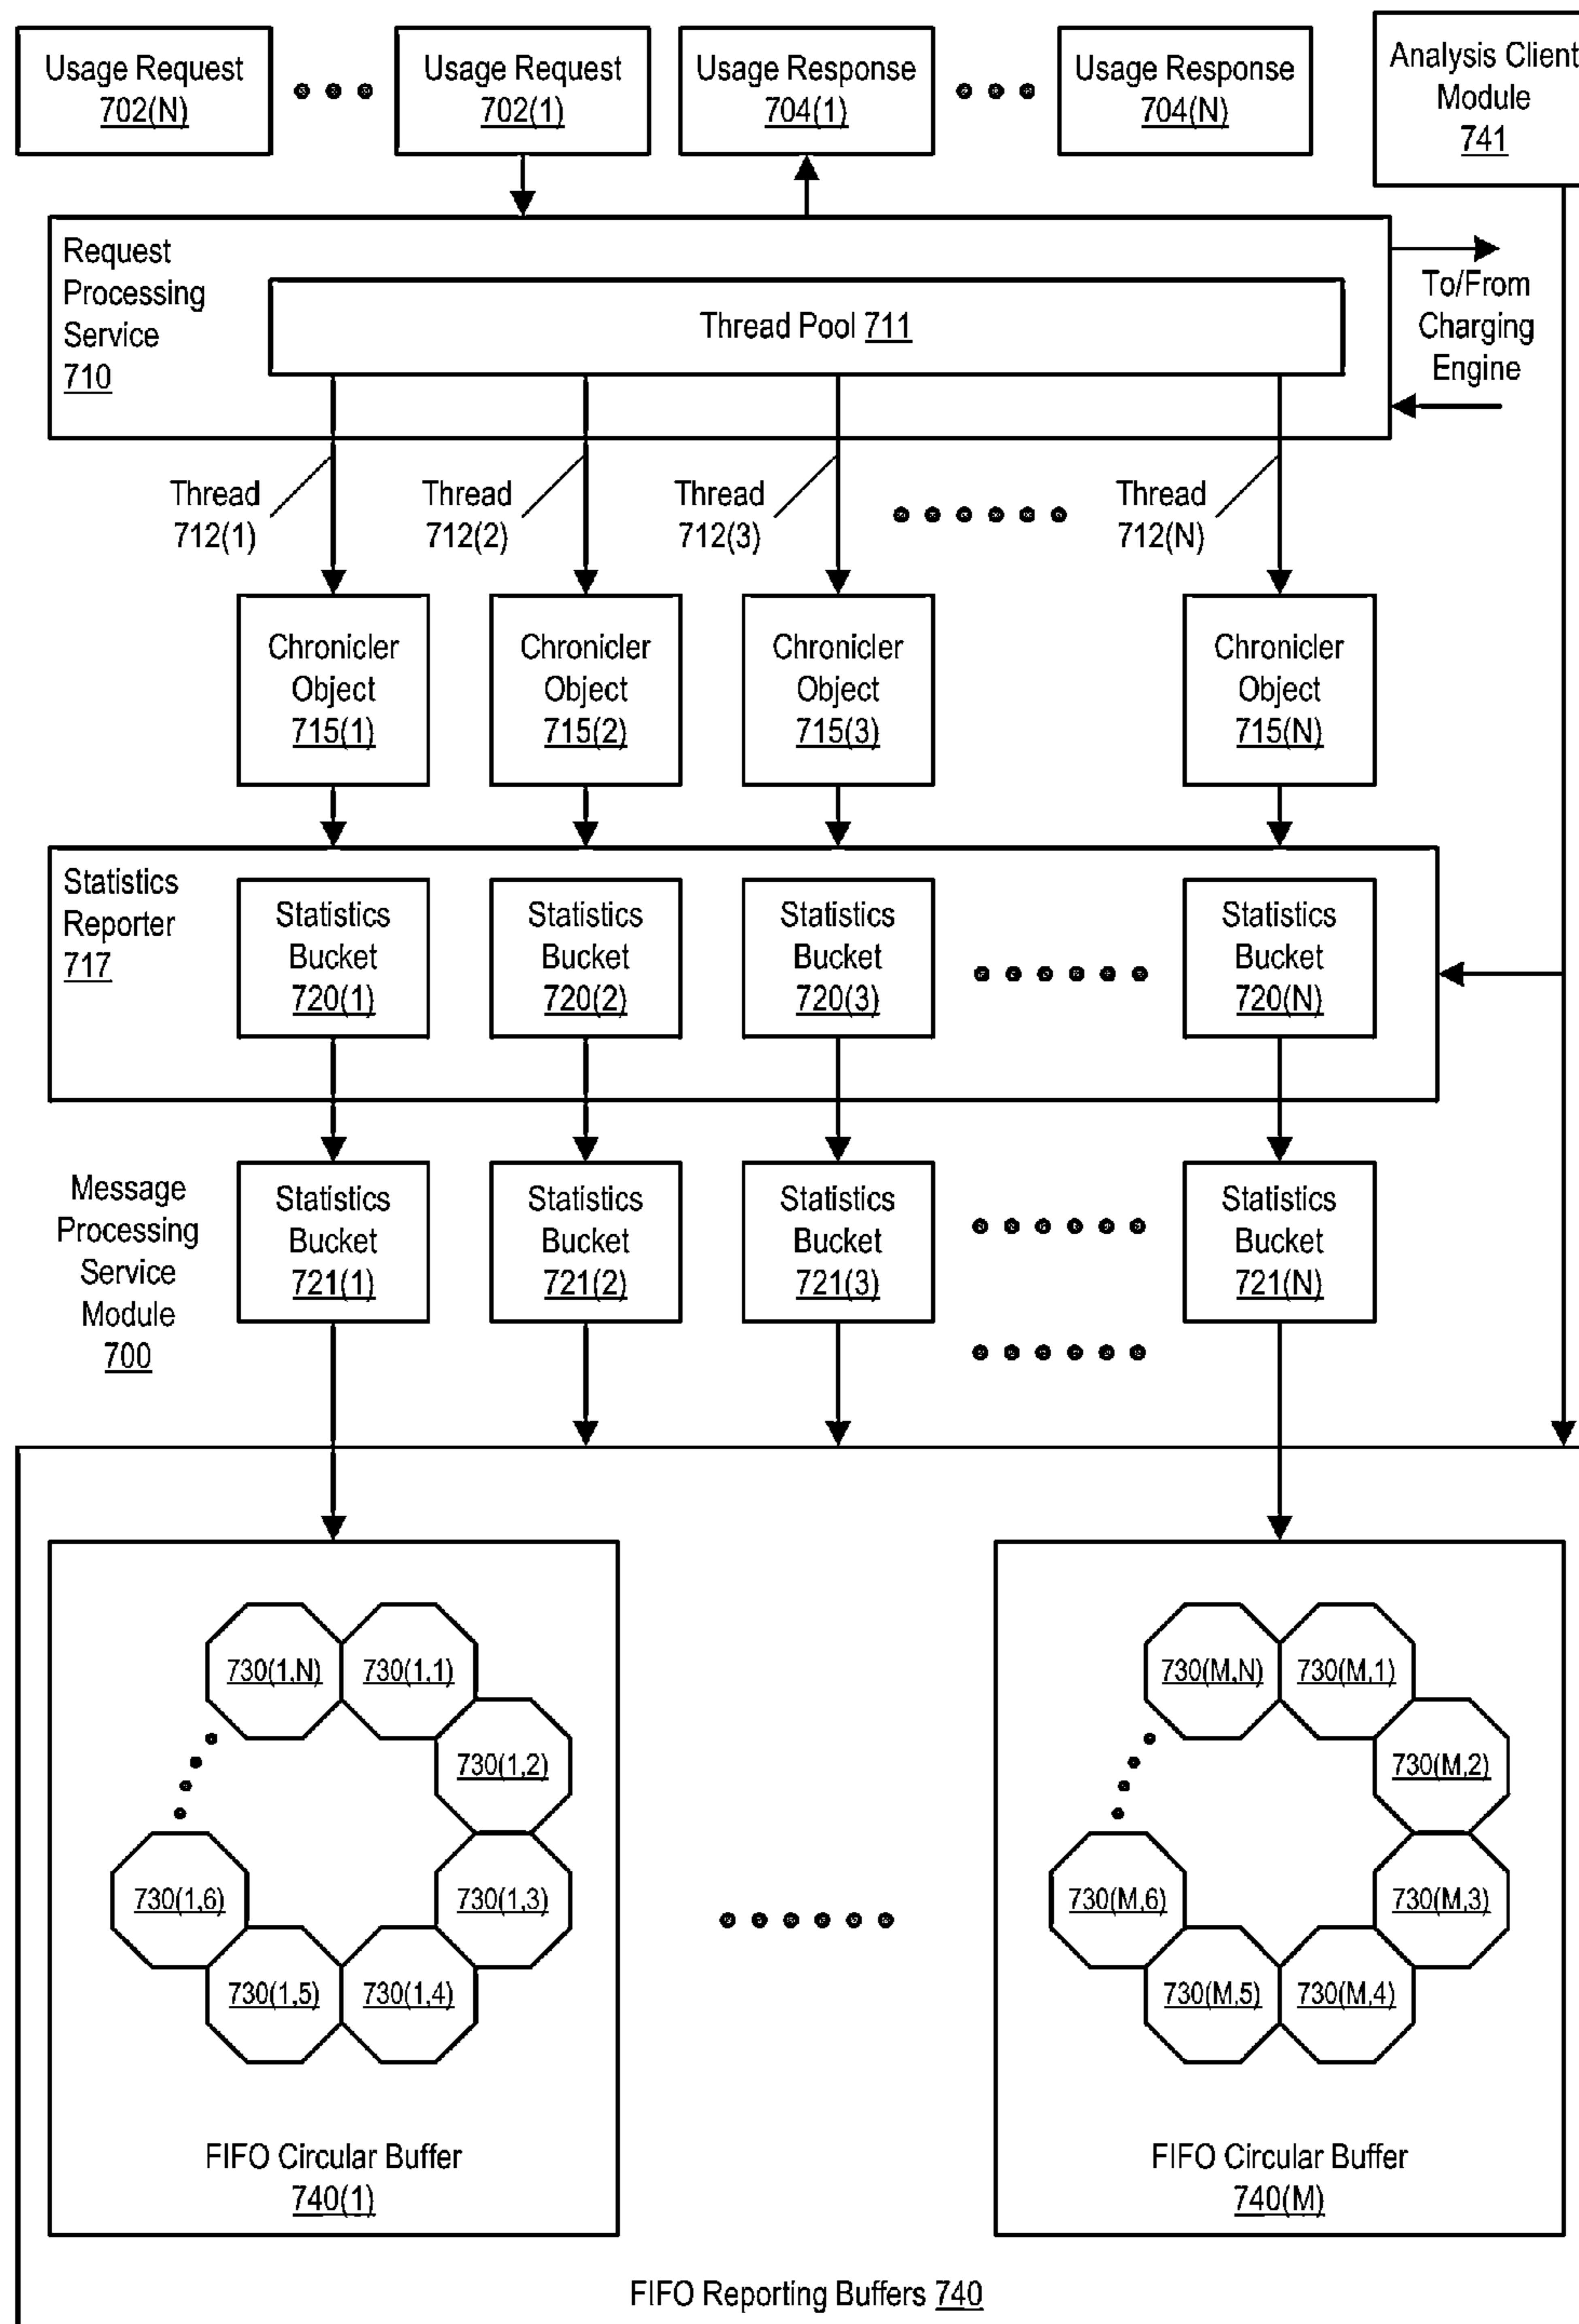 Usage Request
702(N)
Usage Request
702(1)
Usage Response
704(1)
Usage Response
704(N)
Analysis Client
Module
741
Request
Processing
Service
710
Thread Pool 711
To/From
Charging
Engine
Thread
712(1)
Thread
712(2)
Thread
712(3)
Thread
712(N)
Chronicler
Object
715(1)
Chronicler
Object
715(2)
Chronicler
Object
715(3)
Chronicler
Object
715(N)
Statistics
Reporter
717
Statistics
Bucket
720(1)
Statistics
Bucket
720(2)
Statistics
Bucket
720(3)
Statistics
Bucket
720(N)
Message
Processing
Service
Module
700
Statistics
Bucket
721(1)
Statistics
Bucket
721(2)
Statistics
Bucket
721(3)
Statistics
Bucket
721(N)
730(1,N)
730(1,1)
730(1,2)
730(1,3)
730(1,4)
730(1,5)
730(1,6)
FIFO Circular Buffer
740(1)
730(M,N)
730(M,1)
730(M,2)
730(M,3)
730(M,4)
730(M,5)
730(M,6)
FIFO Circular Buffer
740(M)
FIFO Reporting Buffers 740